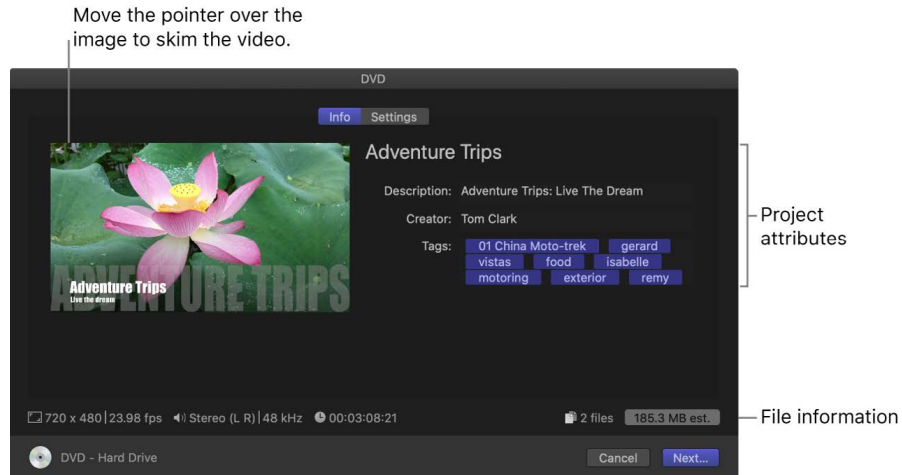 Move the pointer over the
image to skim the video.
DVD
Info Settings
ADVENTURE TRIPS
Adventure Trips
Live the dream
Adventure Trips
Description: Adventure Trips: Live The Dream
Creator: Tom Clark
Tags: 01 China Moto-trek gerard
vistas food isabelle
motoring exterior remy
Project
attributes
720 x 480 | 23.98 fps Stereo (L R) | 48 kHz 00:03:08:21 2 files 185.3 MB est.
File information
DVD - Hard Drive Cancel Next...